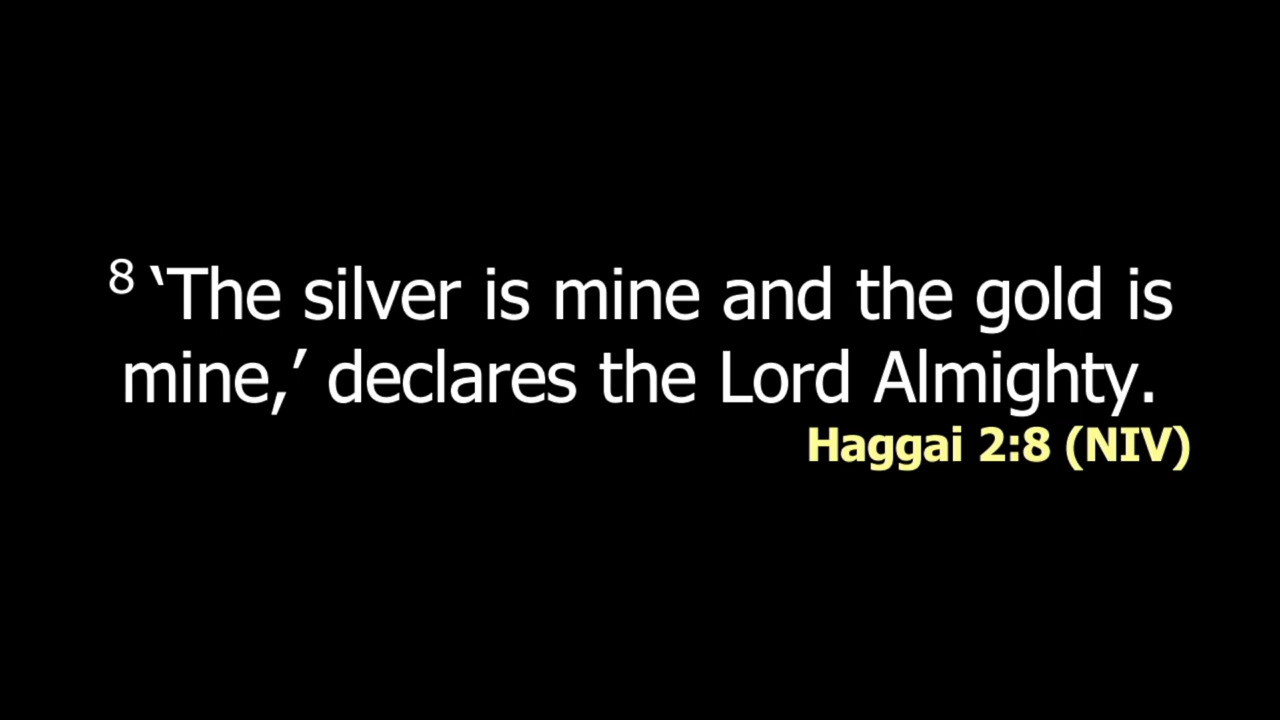 8 ‘The silver is mine and the gold is
mine,’ declares the Lord Almighty.
Haggai 2:8 (NIV)